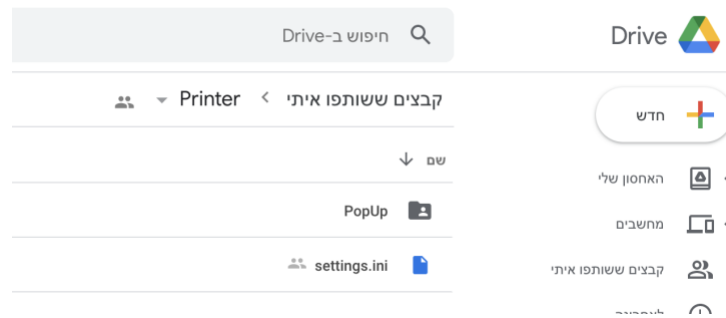 Drive
חיפוש ב-Drive
קבצים ששותפו איתי
Printer
חדש
שם
האחסון שלי
PopUp
מחשבים
settings.ini
קבצים ששותפו איתי